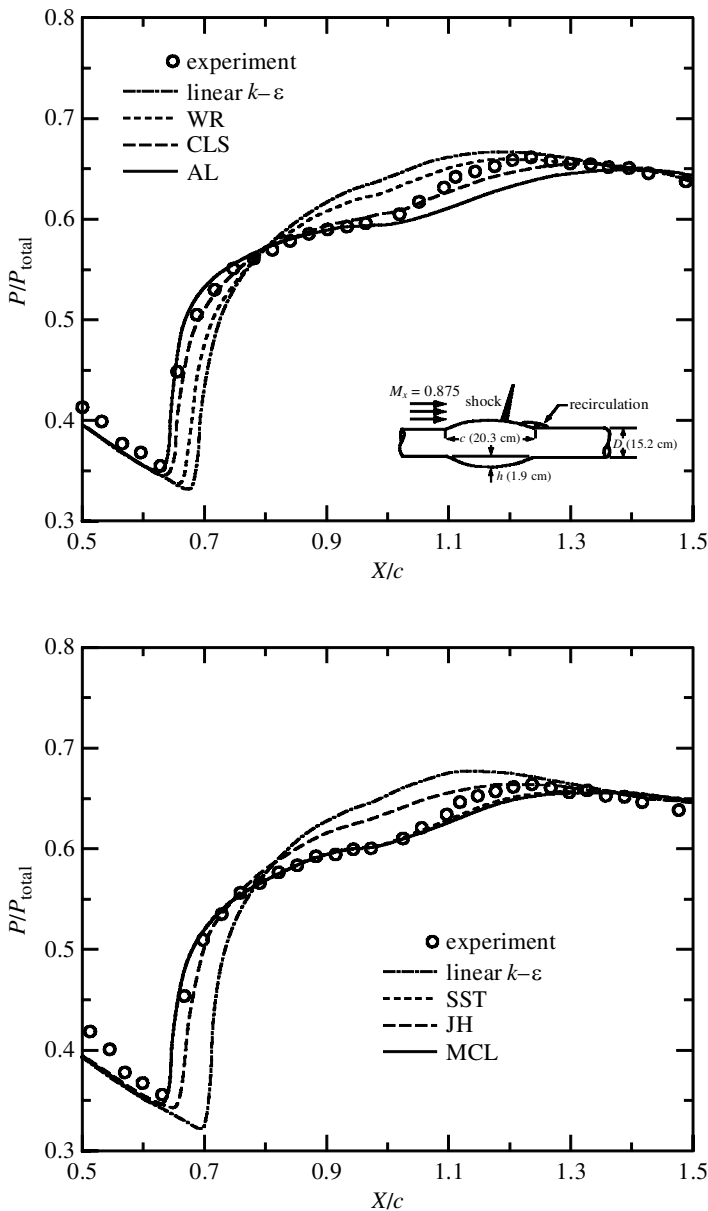 0.8
experiment
linear k–ε
WR
CLS
AL
0.7
0.6
P/P_total
0.5
0.4
0.3
M_x = 0.875
shock
recirculation
c (20.3 cm)
D (15.2 cm)
h (1.9 cm)
0.5 0.7 0.9 1.1 1.3 1.5
X/c
0.8
0.7
0.6
P/P_total
0.5
0.4
0.3
experiment
linear k–ε
SST
JH
MCL
0.5 0.7 0.9 1.1 1.3 1.5
X/c